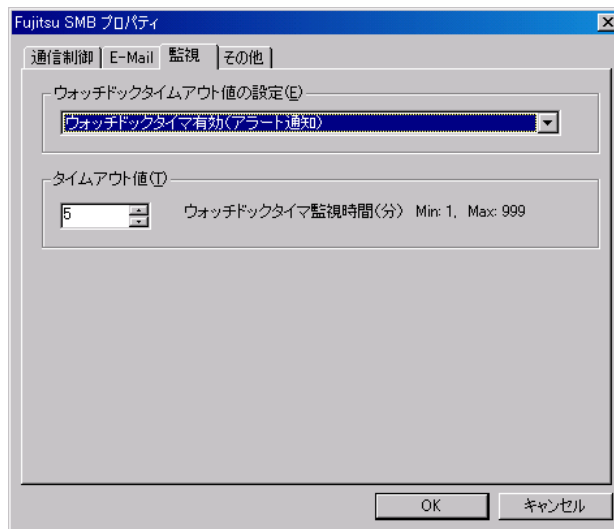 Fujitsu SMB プロパティ
通信制御 E-Mail 監視 その他
ウォッチドックタイムアウト値の設定(E)
ウォッチドックタイマ有効(アラート通知)
タイムアウト値(T)
5 ウォッチドックタイマ監視時間(分) Min: 1, Max: 999
OK キャンセル